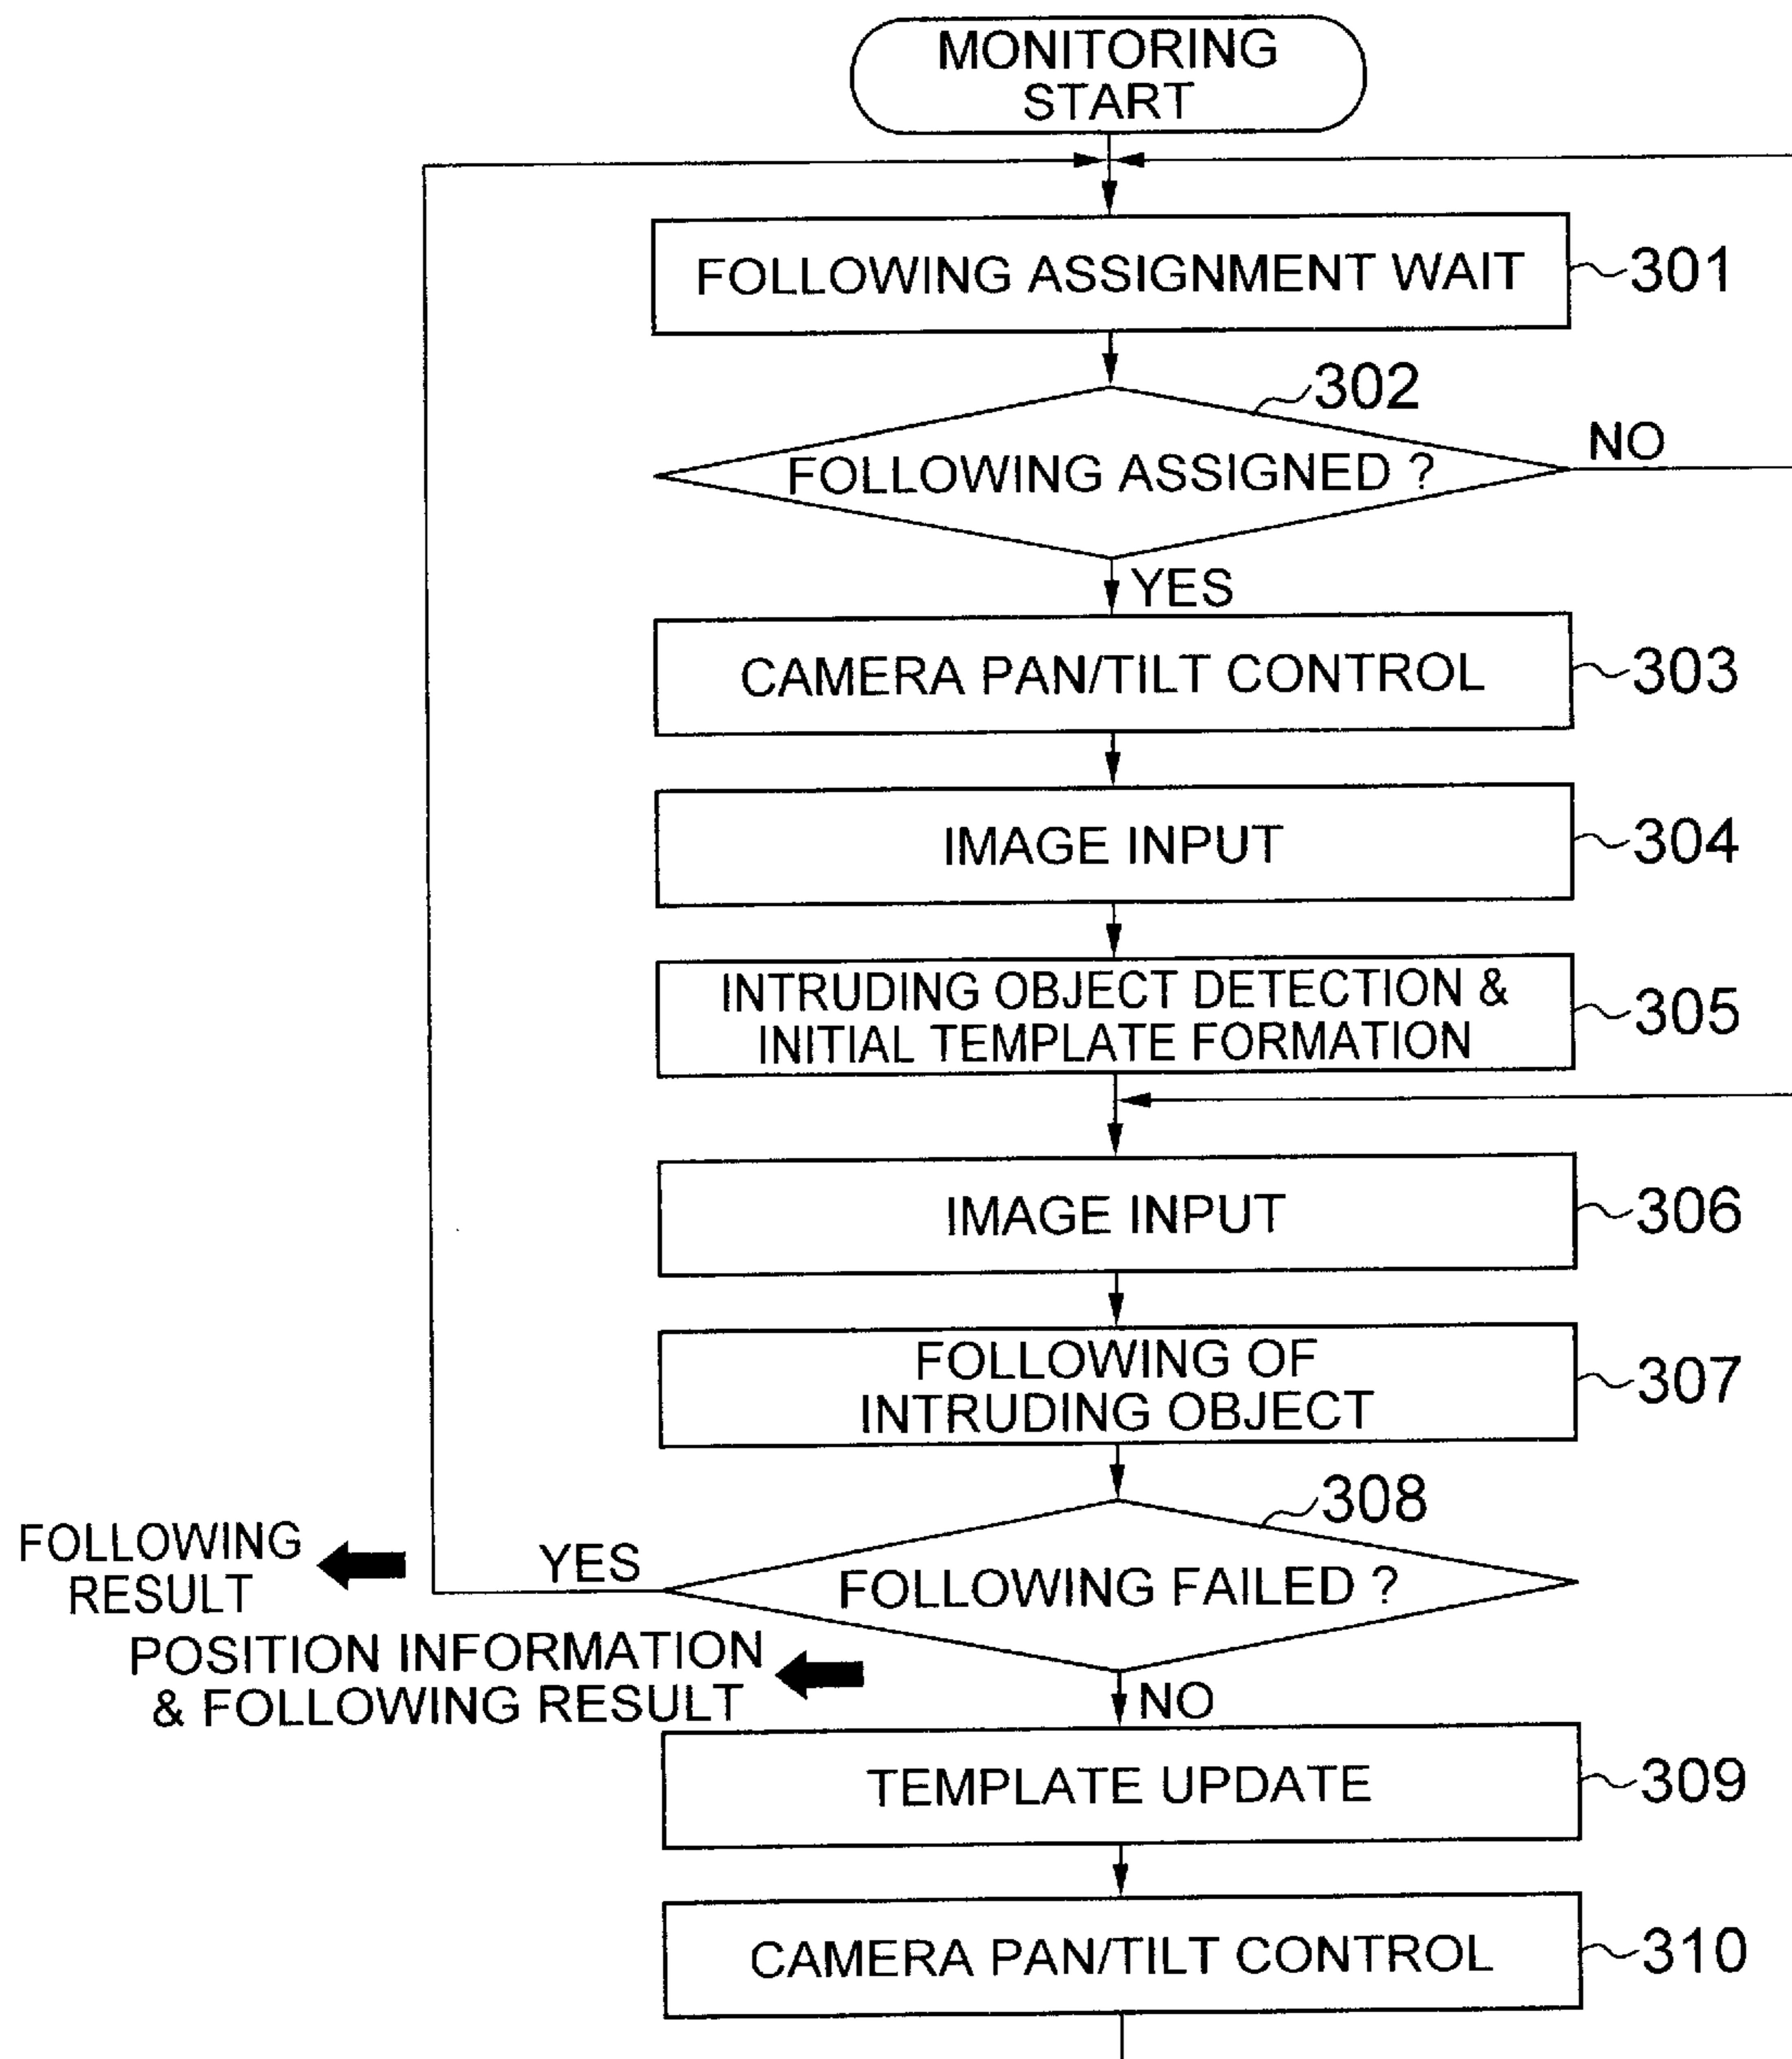 MONITORING
START
FOLLOWING ASSIGNMENT WAIT
301
302
FOLLOWING ASSIGNED ?
NO
YES
CAMERA PAN/TILT CONTROL
303
IMAGE INPUT
304
INTRUDING OBJECT DETECTION &
INITIAL TEMPLATE FORMATION
305
IMAGE INPUT
306
FOLLOWING OF
INTRUDING OBJECT
307
308
FOLLOWING FAILED ?
YES
FOLLOWING
RESULT
POSITION INFORMATION
& FOLLOWING RESULT
NO
TEMPLATE UPDATE
309
CAMERA PAN/TILT CONTROL
310